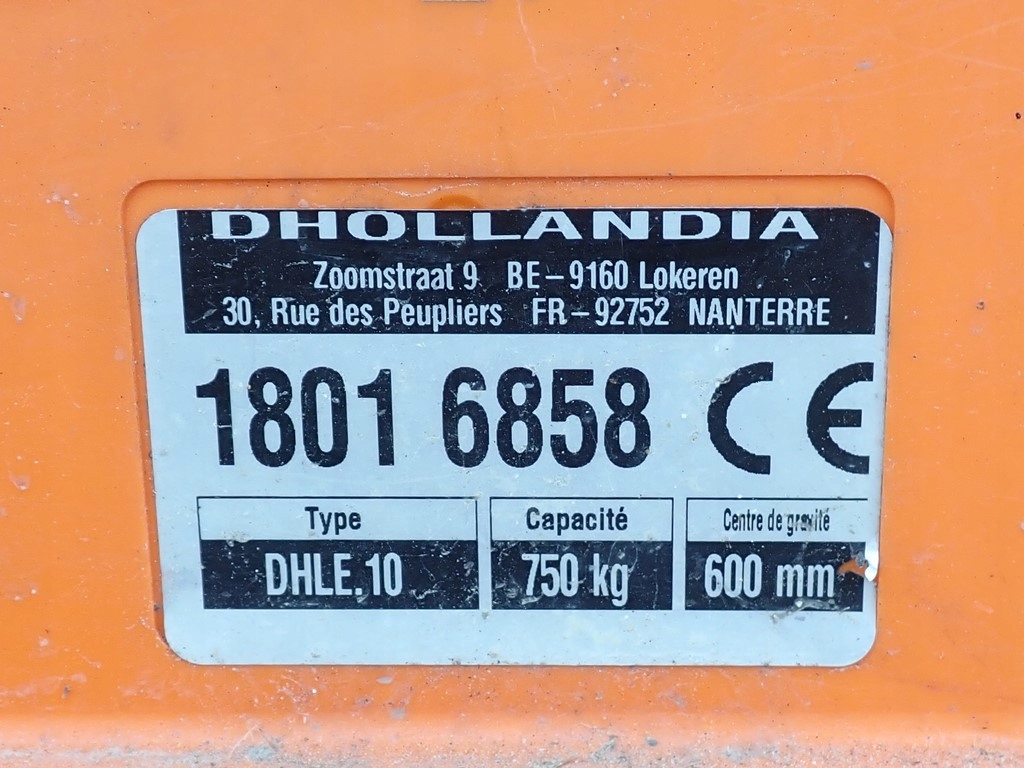 DHOLLANDIA
Zoomstraat 9 BE-9160 Lokeren
30, Rue des Peupliers FR-92752 NANTERRE
1801 6858 CE
Type Capacité Centre de gravité
DHLE.10 750 kg 600 mm